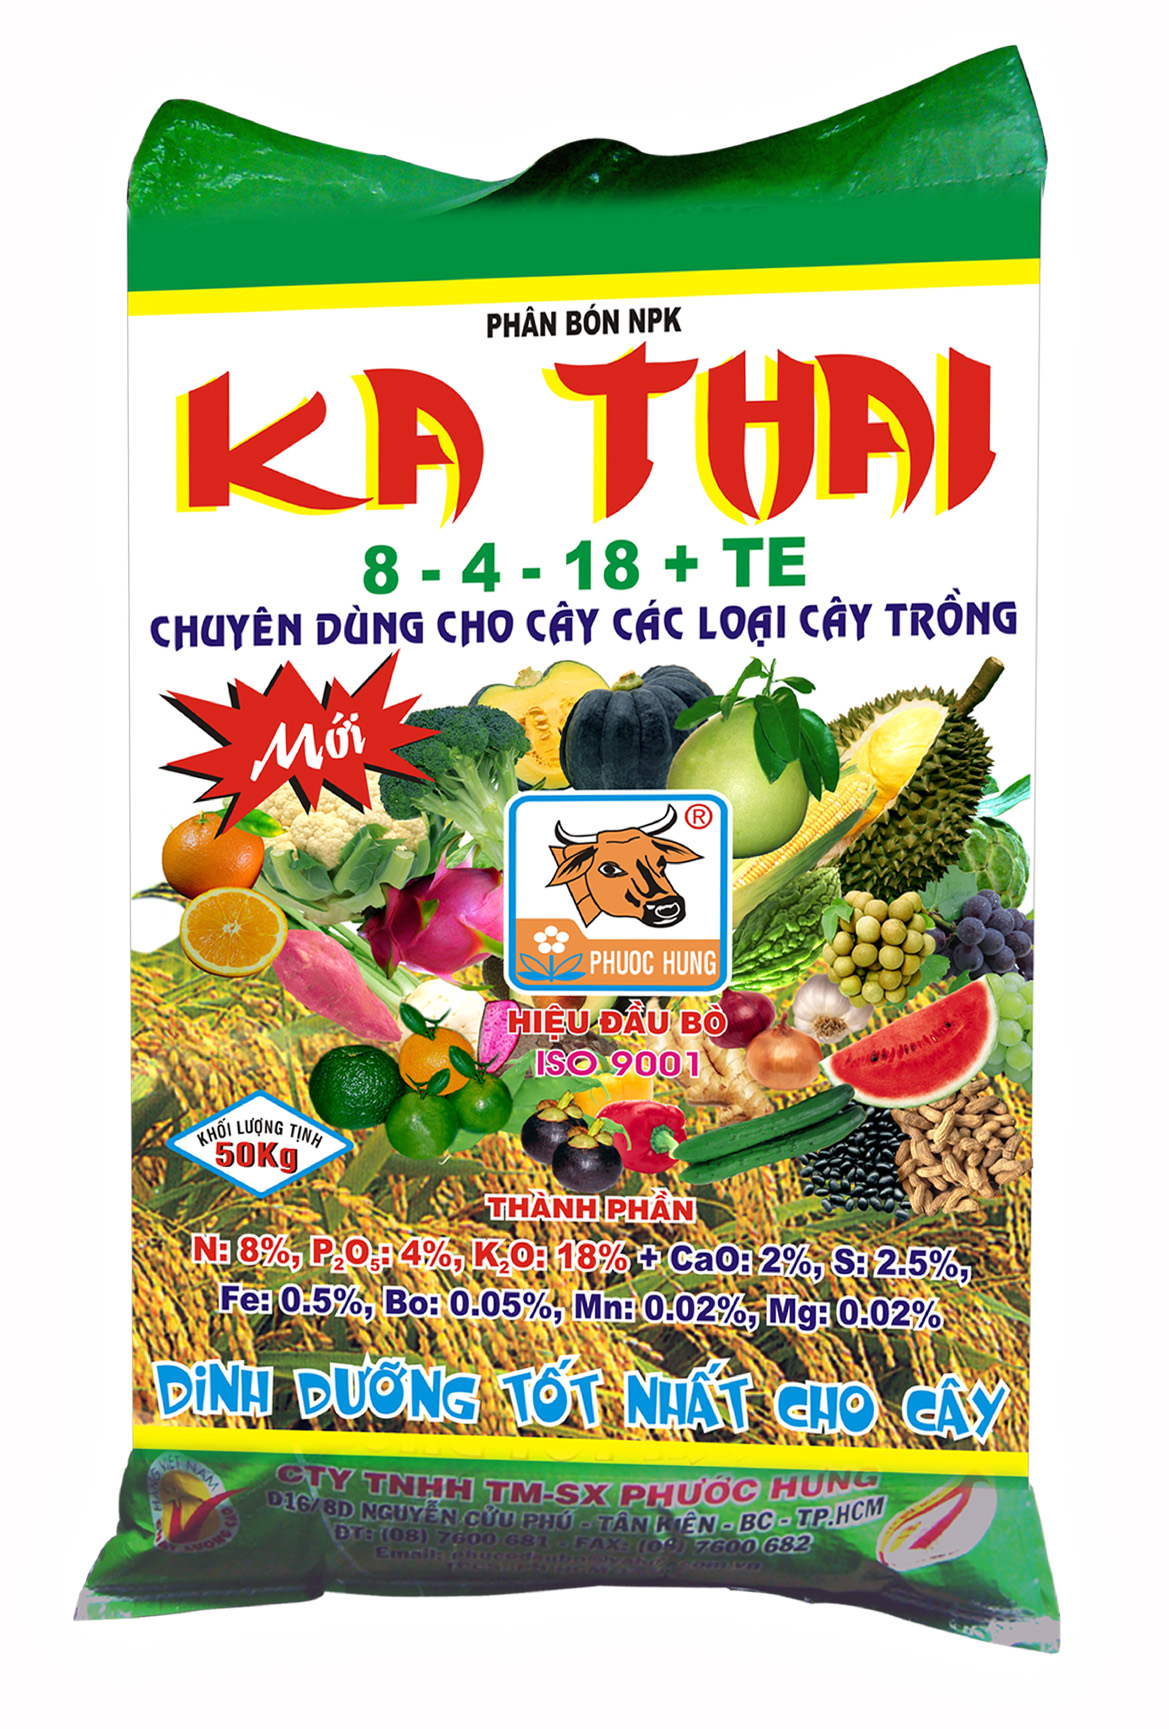 PHÂN BÓN NPK
KA THAI
8 - 4 - 18 + TE
CHUYÊN DÙNG CHO CÂY CÁC LOẠI CÂY TRỒNG
Mới
®
PHUOC HUNG
HIỆU ĐẦU BÒ
ISO 9001
KHỐI LƯỢNG TỊNH
50Kg
THÀNH PHẦN
N: 8%, P₂O₅: 4%, K₂O: 18% + CaO: 2%, S: 2.5%,
Fe: 0.5%, Bo: 0.05%, Mn: 0.02%, Mg: 0.02%
DINH DƯỠNG TỐT NHẤT CHO CÂY
CTY TNHH TM-SX PHƯỚC HƯNG
D16/8D NGUYỄN CỬU PHÚ - TÂN KIÊN - BC - TP.HCM
ĐT: (08) 7600 681 - FAX: (08) 7600 682
Email:
HÀNG VIỆT NAM